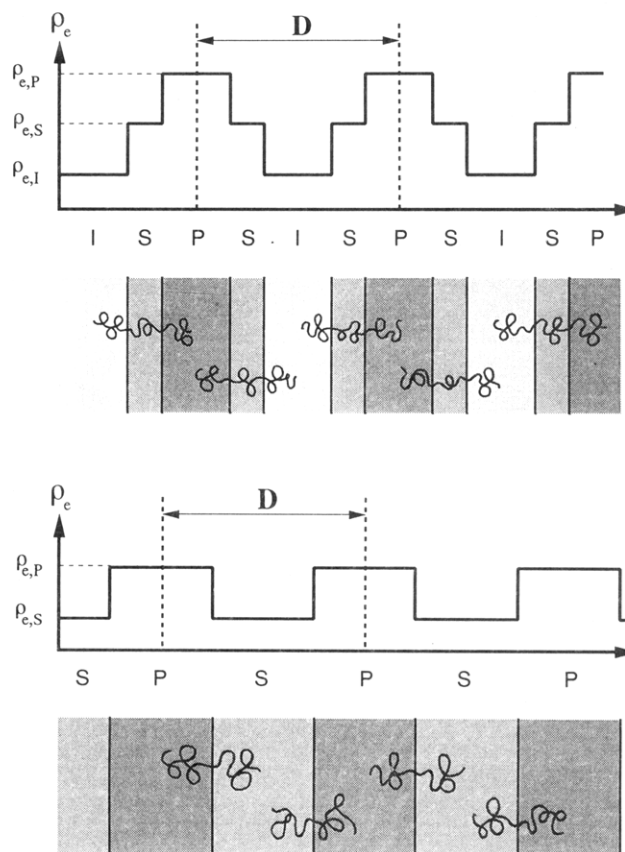 ρe
D
ρe,P
ρe,S
ρe,I
I S P S I S P S I S P
ρe
D
ρe,P
ρe,S
S P S P S P